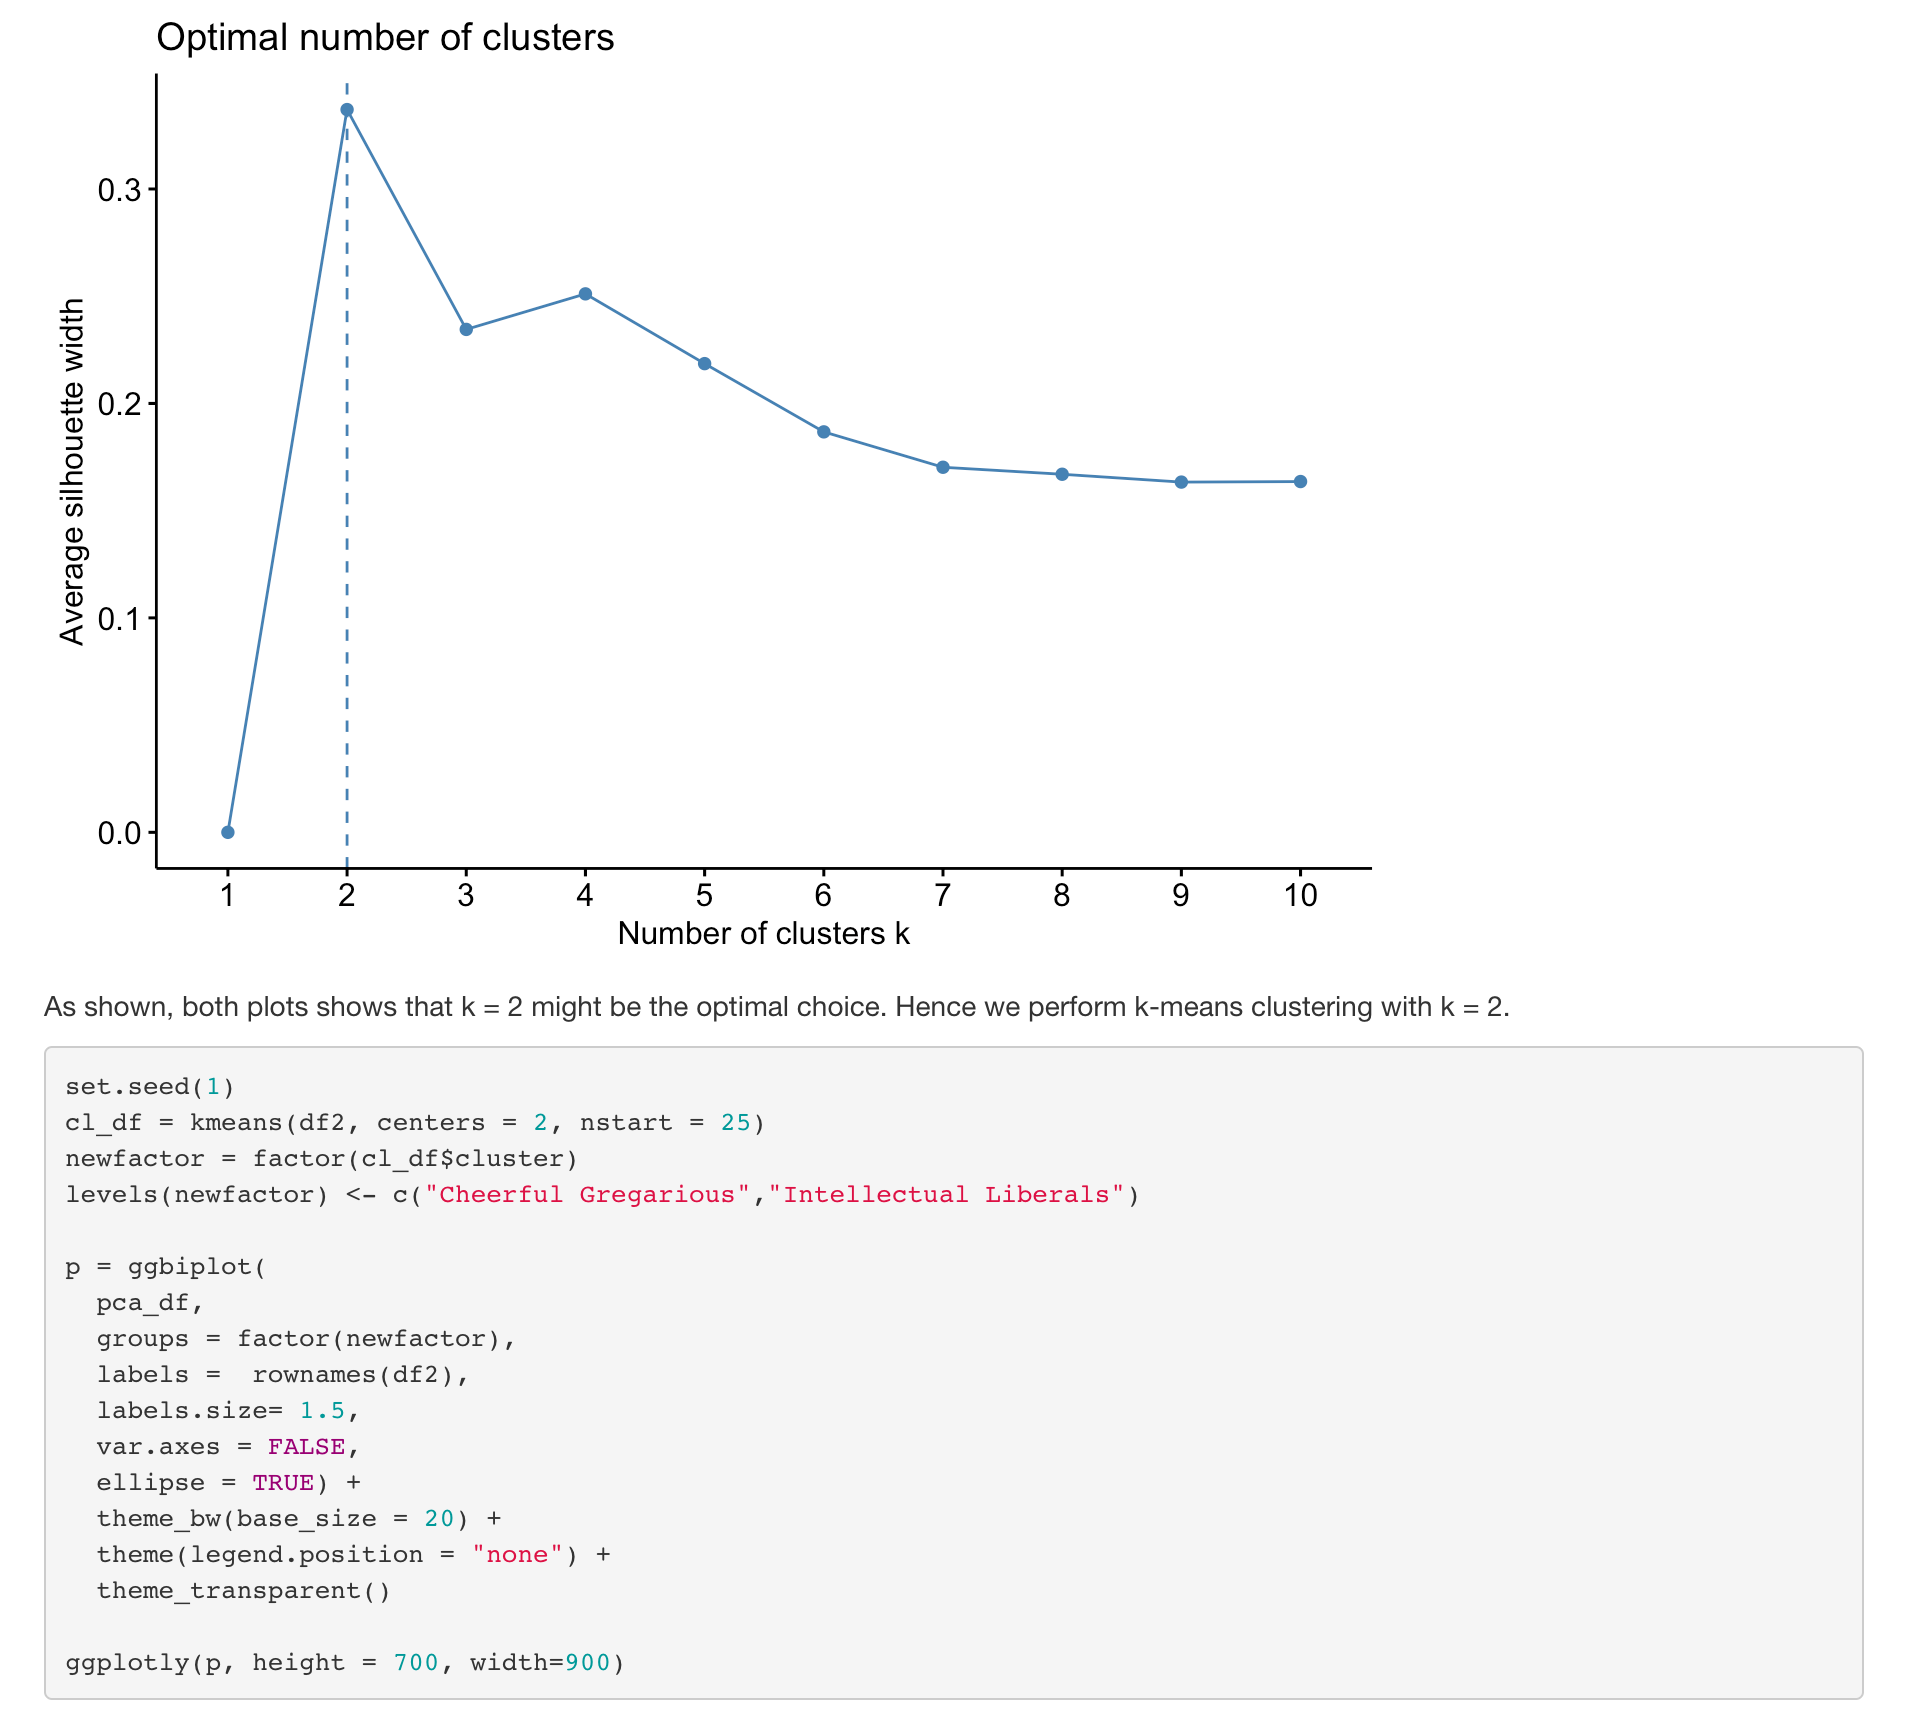 Optimal number of clusters
0.3
0.2
0.1
0.0
Average silhouette width
1 2 3 4 5 6 7 8 9 10
Number of clusters k
As shown, both plots shows that k = 2 might be the optimal choice. Hence we perform k-means clustering with k = 2.
set.seed(1)
cl_df = kmeans(df2, centers = 2, nstart = 25)
newfactor = factor(cl_df$cluster)
levels(newfactor) <- c("Cheerful Gregarious","Intellectual Liberals")
p = ggbiplot(
  pca_df,
  groups = factor(newfactor),
  labels =  rownames(df2),
  labels.size= 1.5,
  var.axes = FALSE,
  ellipse = TRUE) +
  theme_bw(base_size = 20) +
  theme(legend.position = "none") +
  theme_transparent()
ggplotly(p, height = 700, width=900)